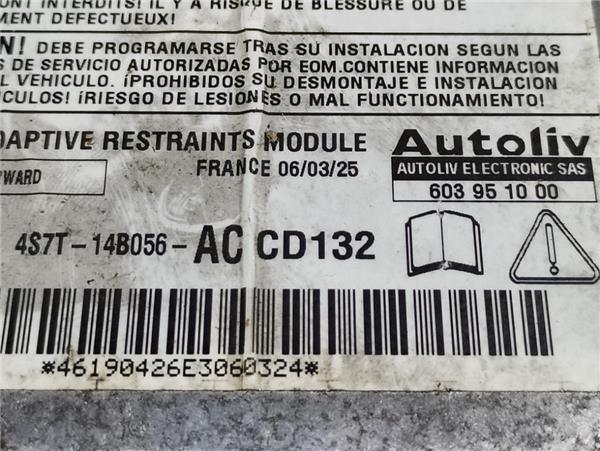 ONT INTERDITS! IL Y A RISQUE DE BLESSURE OU DE
MENT DEFECTUEUX!
N! DEBE PROGRAMARSE TRAS SU INSTALACION SEGUN LAS
S DE SERVICIO AUTORIZADAS POR EOM.CONTIENE INFORMACION
L VEHICULO. ¡PROHIBIDOS SU DESMONTAJE E INSTALACION
HICULOS! ¡RIESGO DE LESIONES O MAL FUNCIONAMIENTO!
DAPTIVE RESTRAINTS MODULE
FRANCE 06/03/25
RWARD
Autoliv
AUTOLIV ELECTRONIC SAS
603 95 10 00
4S7T-14B056-AC CD132
*46190426E3060324*